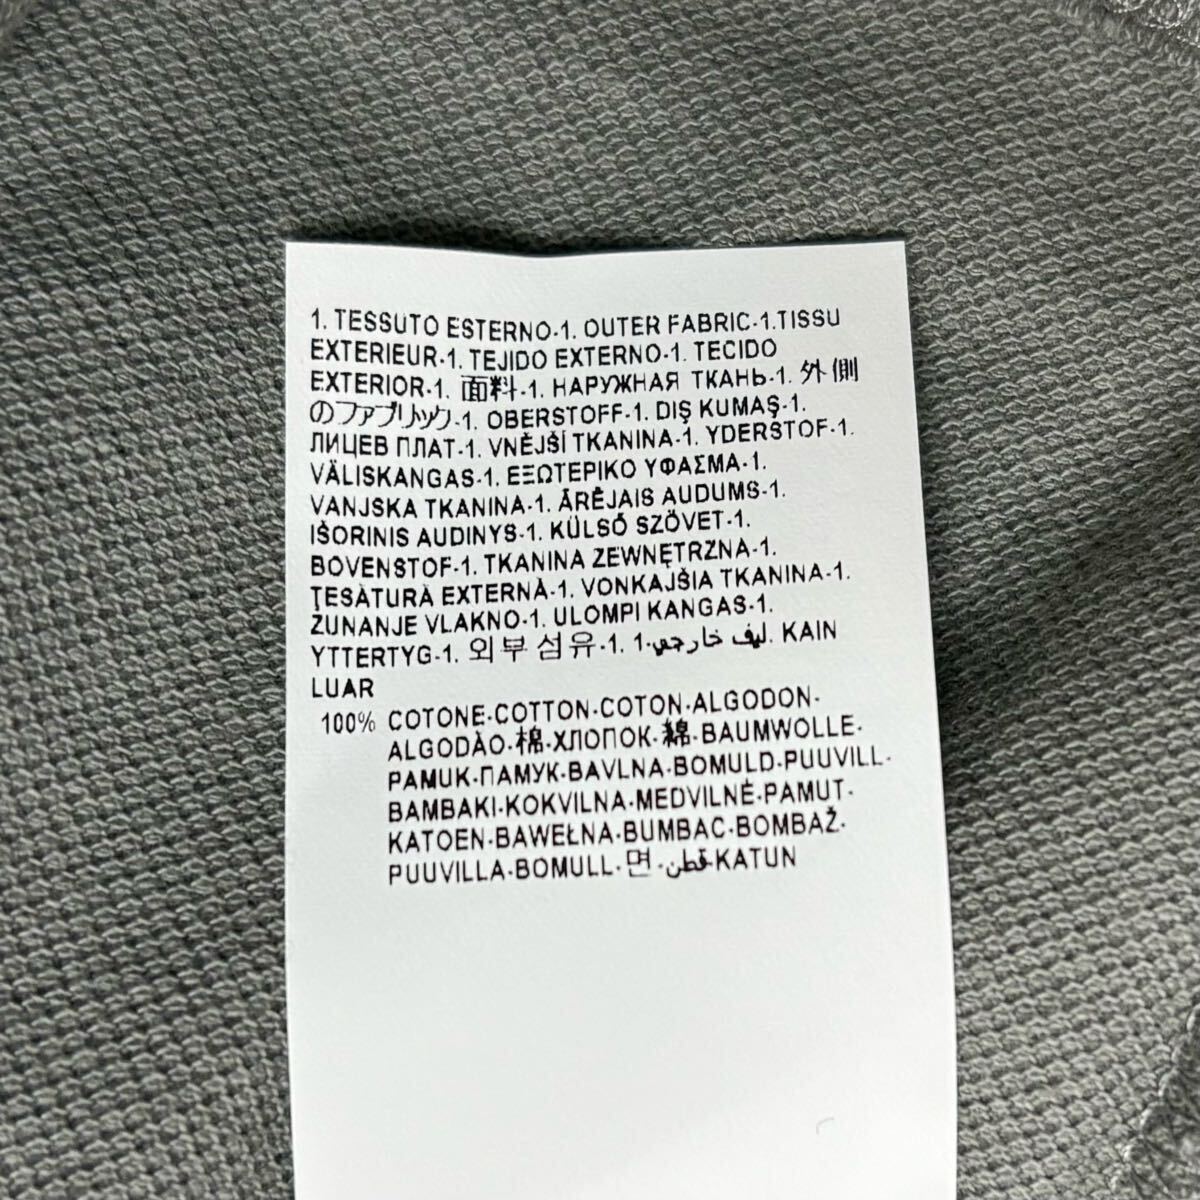 1. TESSUTO ESTERNO-1. OUTER FABRIC-1.TISSU
EXTERIEUR-1. TEJIDO EXTERNO-1. TECIDO
EXTERIOR-1. 面料-1. НАРУЖНАЯ ТКАНЬ-1. 外側
のファブリック-1. OBERSTOFF-1. DIŞ KUMAŞ-1.
ЛИЦЕВ ПЛАТ-1. VNĚJŠÍ TKANINA-1. YDERSTOF-1.
VÄLISKANGAS-1. ΕΞΩΤΕΡΙΚΟ ΥΦΑΣΜΑ-1.
VANJSKA TKANINA-1. ĀRĒJAIS AUDUMS-1.
IŠORINIS AUDINYS-1. KÜLSŐ SZÖVET-1.
BOVENSTOF-1. TKANINA ZEWNĘTRZNA-1.
ŢESÀTURÀ EXTERNÀ-1. VONKAJŠIA TKANINA-1.
ŽUNANJE VLAKNO-1. ULOMPI KANGAS-1.
YTTERTYG-1. 외부 섬유-1. ليف خارجي-1. KAIN
LUAR
100% COTONE-COTTON-COTON-ALGODON-
ALGODÀO-棉-ХЛОПОК-綿-BAUMWOLLE-
PAMUK-ПАМУК-BAVLNA-BOMULD-PUUVILL-
BAMBAKI-KOKVILNA-MEDVILNĖ-PAMUT-
KATOEN-BAWEŁNA-BUMBAC-BOMBAŽ-
PUUVILLA-BOMULL-면-قطن-KATUN